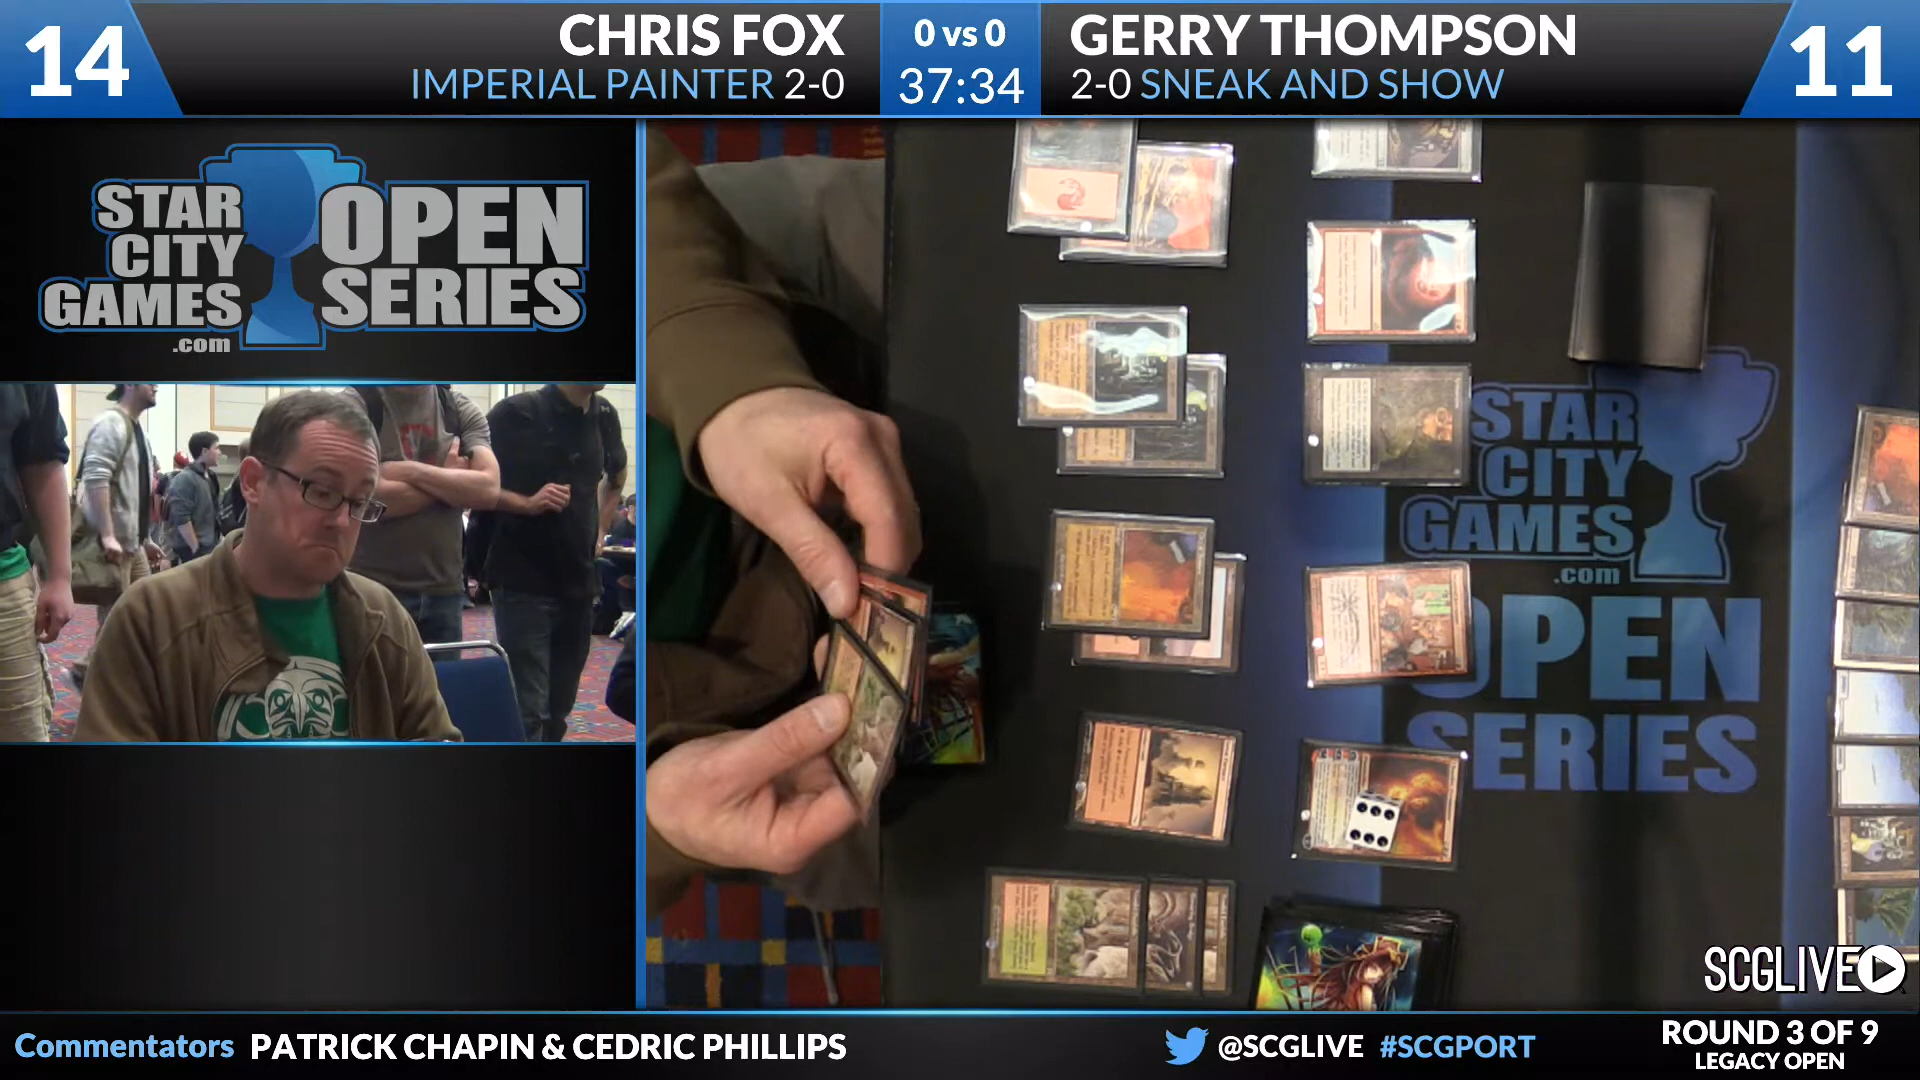 14
CHRIS FOX
IMPERIAL PAINTER 2-0
0 vs 0
37:34
GERRY THOMPSON
2-0 SNEAK AND SHOW
11
STAR CITY GAMES .com
OPEN SERIES
STAR
CITY
GAMES
.com
OPEN
SERIES
SCGLIVE
Commentators PATRICK CHAPIN & CEDRIC PHILLIPS
@SCGLIVE #SCGPORT
ROUND 3 OF 9
LEGACY OPEN